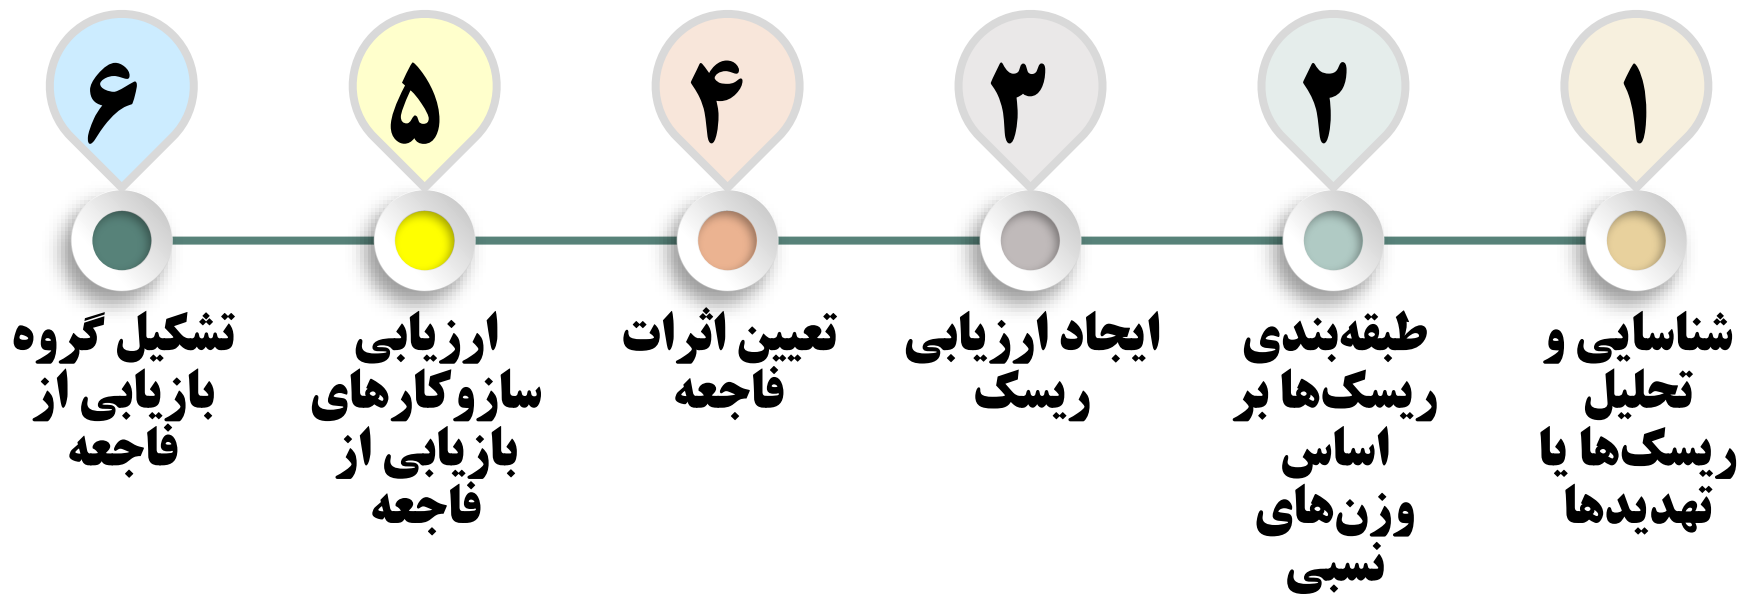 ۱
شناسایی و
تحلیل
ریسک‌ها یا
تهدیدها
۲
طبقه‌بندی
ریسک‌ها بر
اساس
وزن‌های
نسبی
۳
ایجاد ارزیابی
ریسک
۴
تعیین اثرات
فاجعه
۵
ارزیابی
سازوکارهای
بازیابی از
فاجعه
۶
تشکیل گروه
بازیابی از
فاجعه